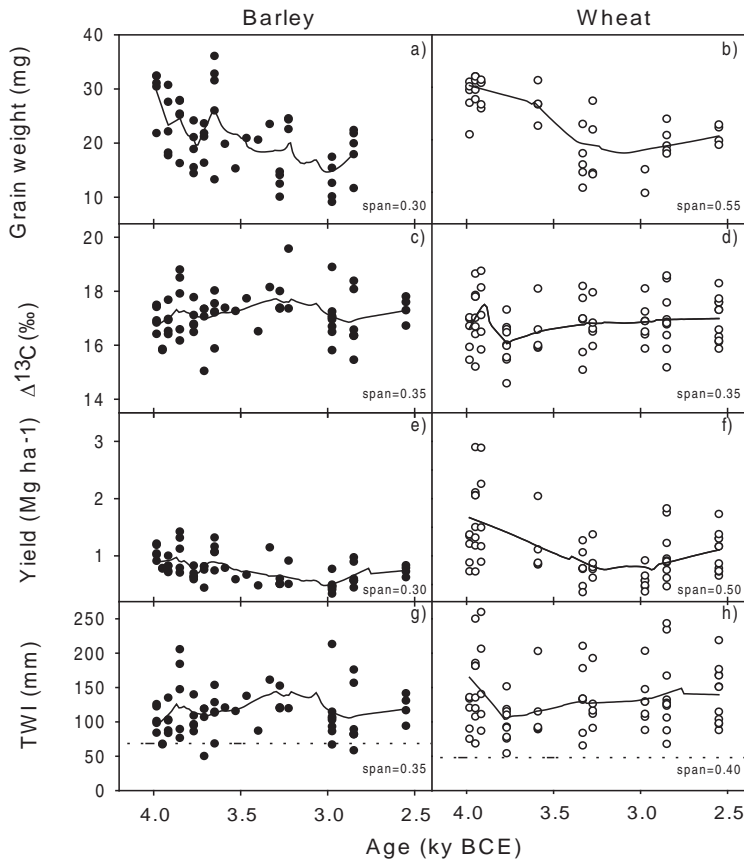 Barley Wheat
Grain weight (mg)
40
30
20
10
a)
span=0.30
b)
span=0.55
Δ13C (‰)
20
18
16
14
c)
span=0.35
d)
span=0.35
Yield (Mg ha-1)
3
2
1
e)
span=0.30
f)
span=0.50
TWI (mm)
250
200
150
100
50
0
g)
span=0.35
h)
span=0.40
4.0 3.5 3.0 2.5 4.0 3.5 3.0 2.5
Age (ky BCE)